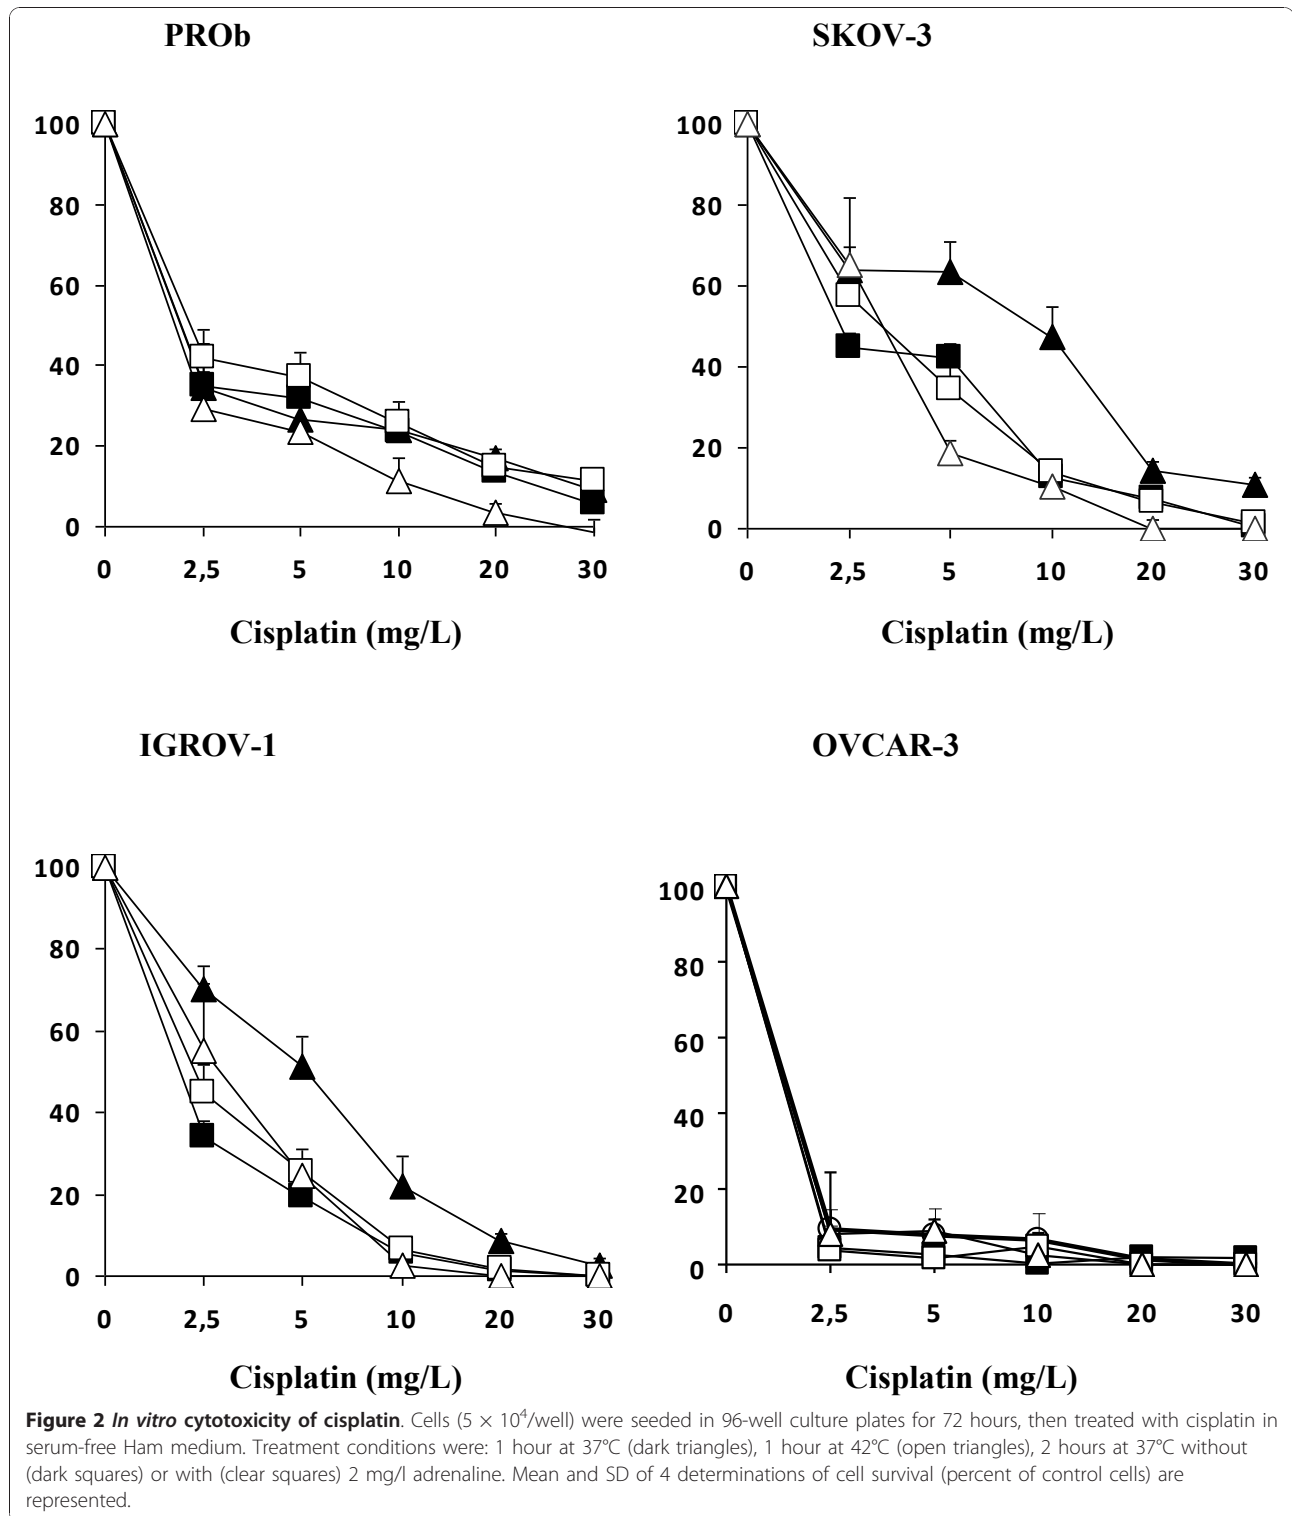 PROb
SKOV-3
100
80
60
40
20
0
0 2,5 5 10 20 30
Cisplatin (mg/L)
100
80
60
40
20
0
0 2,5 5 10 20 30
Cisplatin (mg/L)
IGROV-1
OVCAR-3
100
80
60
40
20
0
0 2,5 5 10 20 30
Cisplatin (mg/L)
100
80
60
40
20
0
0 2,5 5 10 20 30
Cisplatin (mg/L)
Figure 2 In vitro cytotoxicity of cisplatin. Cells (5 × 10⁴/well) were seeded in 96-well culture plates for 72 hours, then treated with cisplatin in
serum-free Ham medium. Treatment conditions were: 1 hour at 37°C (dark triangles), 1 hour at 42°C (open triangles), 2 hours at 37°C without
(dark squares) or with (clear squares) 2 mg/l adrenaline. Mean and SD of 4 determinations of cell survival (percent of control cells) are
represented.